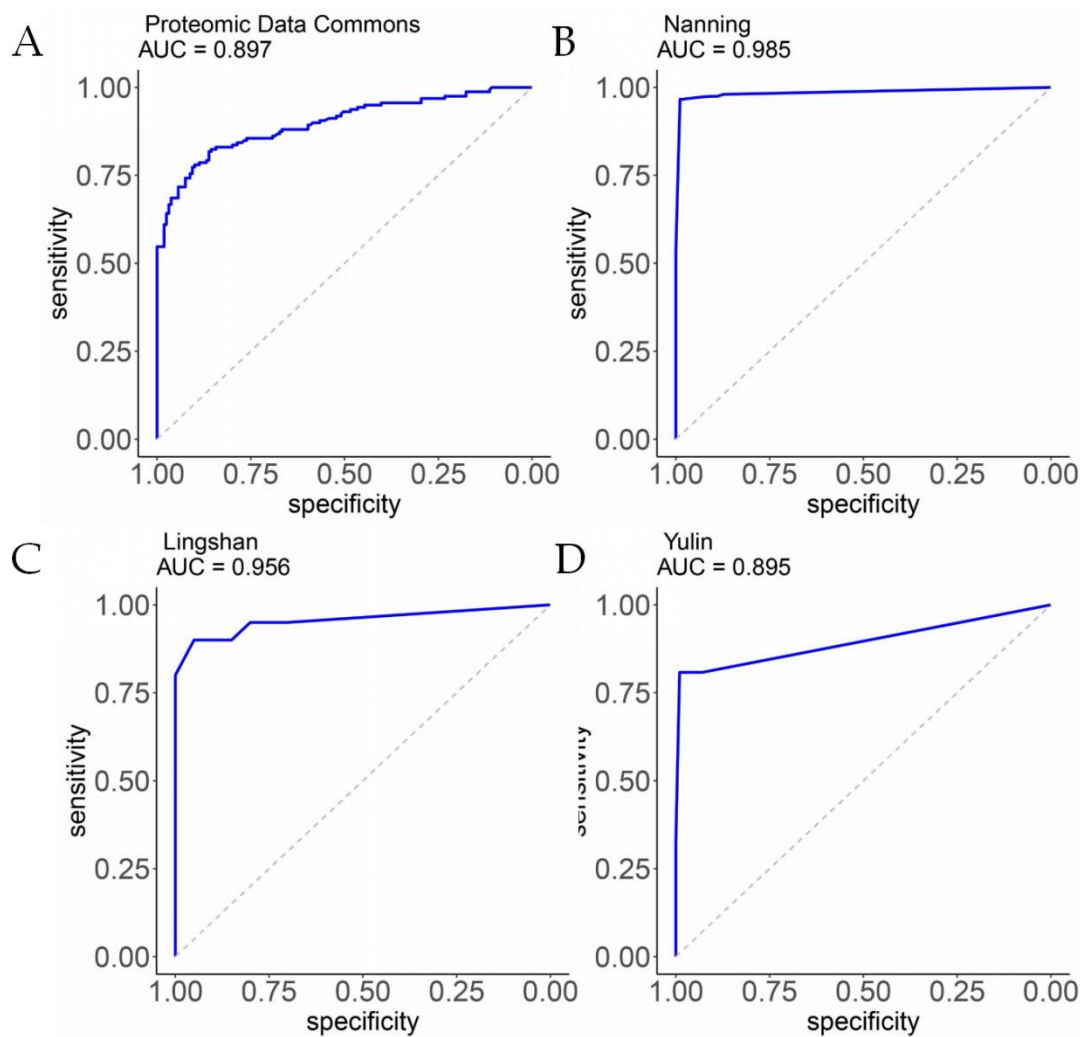 A
Proteomic Data Commons
AUC = 0.897
1.00
0.75
0.50
0.25
0.00
sensitivity
1.00 0.75 0.50 0.25 0.00
specificity
B
Nanning
AUC = 0.985
1.00
0.75
0.50
0.25
0.00
sensitivity
1.00 0.75 0.50 0.25 0.00
specificity
C
Lingshan
AUC = 0.956
1.00
0.75
0.50
0.25
0.00
sensitivity
1.00 0.75 0.50 0.25 0.00
specificity
D
Yulin
AUC = 0.895
1.00
0.75
0.50
0.25
0.00
sensitivity
1.00 0.75 0.50 0.25 0.00
specificity